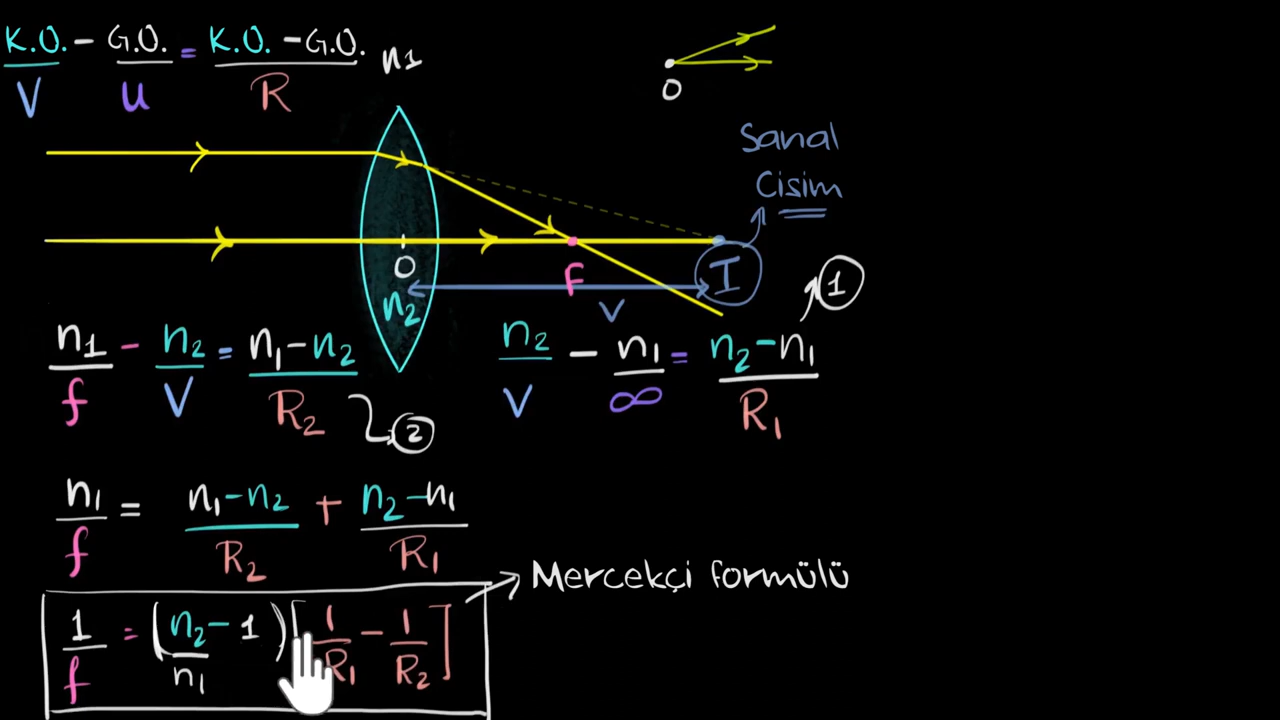 K.O./V - G.O./u = K.O. - G.O./R
n1
O
Sanal
Cisim
O
F
I
n2
V
1
n1/f - n2/V = n1 - n2/R2
2
n2/V - n1/∞ = n2 - n1/R1
n1/f = n1 - n2/R2 + n2 - n1/R1
Mercekçi formülü
1/f = (n2/n1 - 1) [1/R1 - 1/R2]